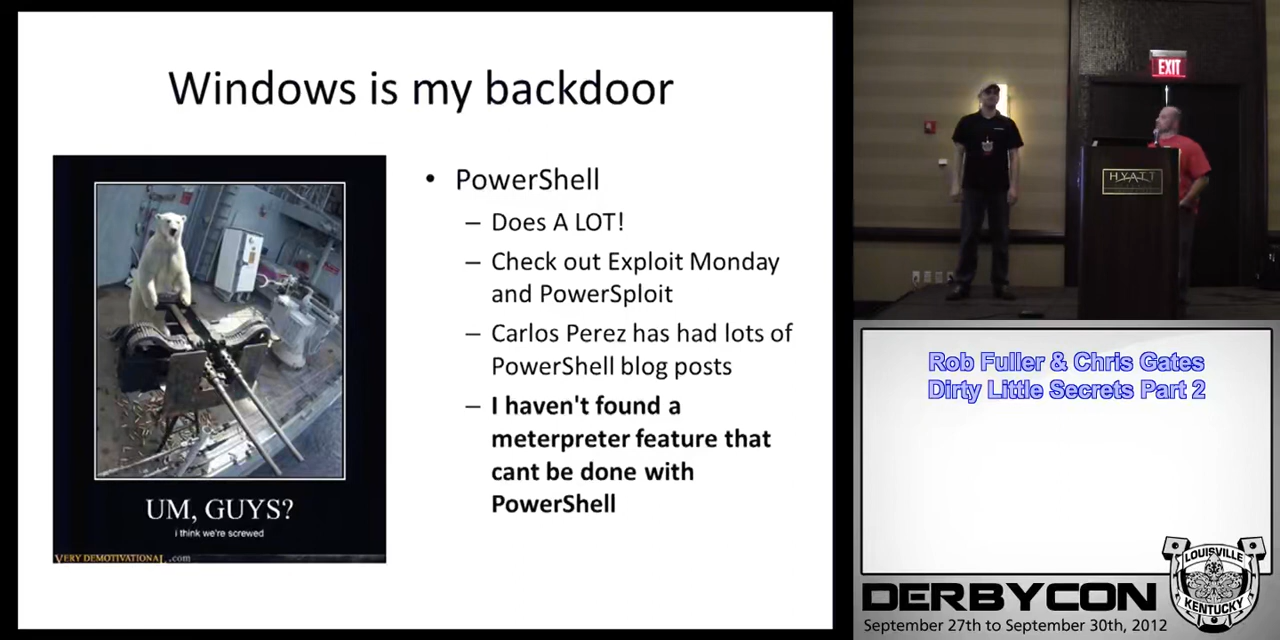 Windows is my backdoor
• PowerShell
– Does A LOT!
– Check out Exploit Monday
and PowerSploit
– Carlos Perez has had lots of
PowerShell blog posts
– I haven't found a
meterpreter feature that
cant be done with
PowerShell
UM, GUYS?
i think we're screwed
VERY DEMOTIVATIONAL.com
EXIT
HYATT
Rob Fuller & Chris Gates
Dirty Little Secrets Part 2
LOUISVILLE
KENTUCKY
DERBYCON
September 27th to September 30th, 2012